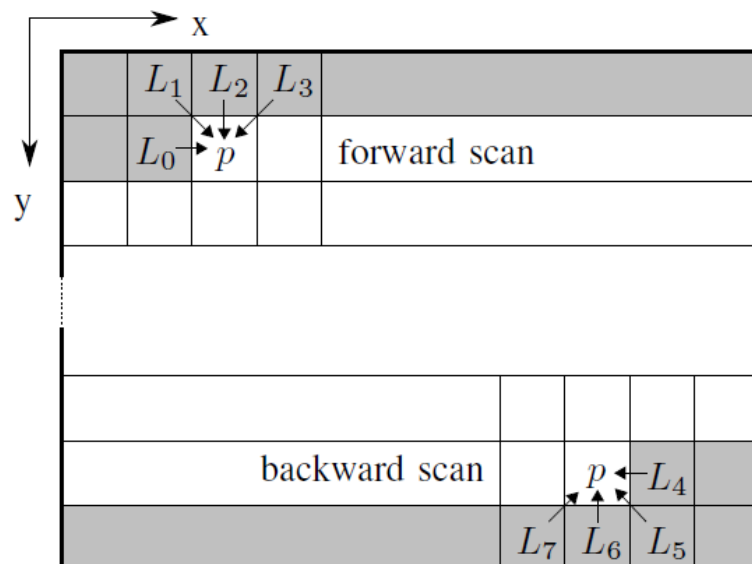 x
L₁ L₂ L₃
L₀ p forward scan
y
backward scan p L₄
L₇ L₆ L₅